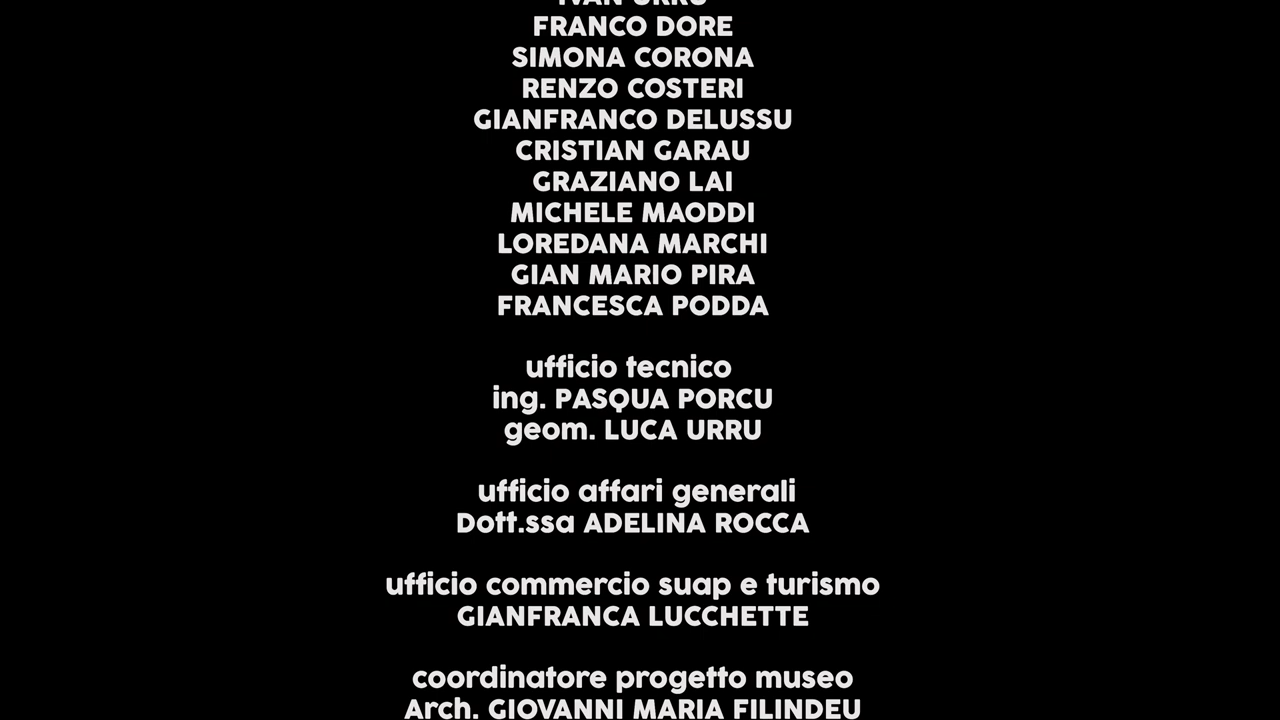 IVAN URRU
FRANCO DORE
SIMONA CORONA
RENZO COSTERI
GIANFRANCO DELUSSU
CRISTIAN GARAU
GRAZIANO LAI
MICHELE MAODDI
LOREDANA MARCHI
GIAN MARIO PIRA
FRANCESCA PODDA
ufficio tecnico
ing. PASQUA PORCU
geom. LUCA URRU
ufficio affari generali
Dott.ssa ADELINA ROCCA
ufficio commercio suap e turismo
GIANFRANCA LUCCHETTE
coordinatore progetto museo
Arch. GIOVANNI MARIA FILINDEU